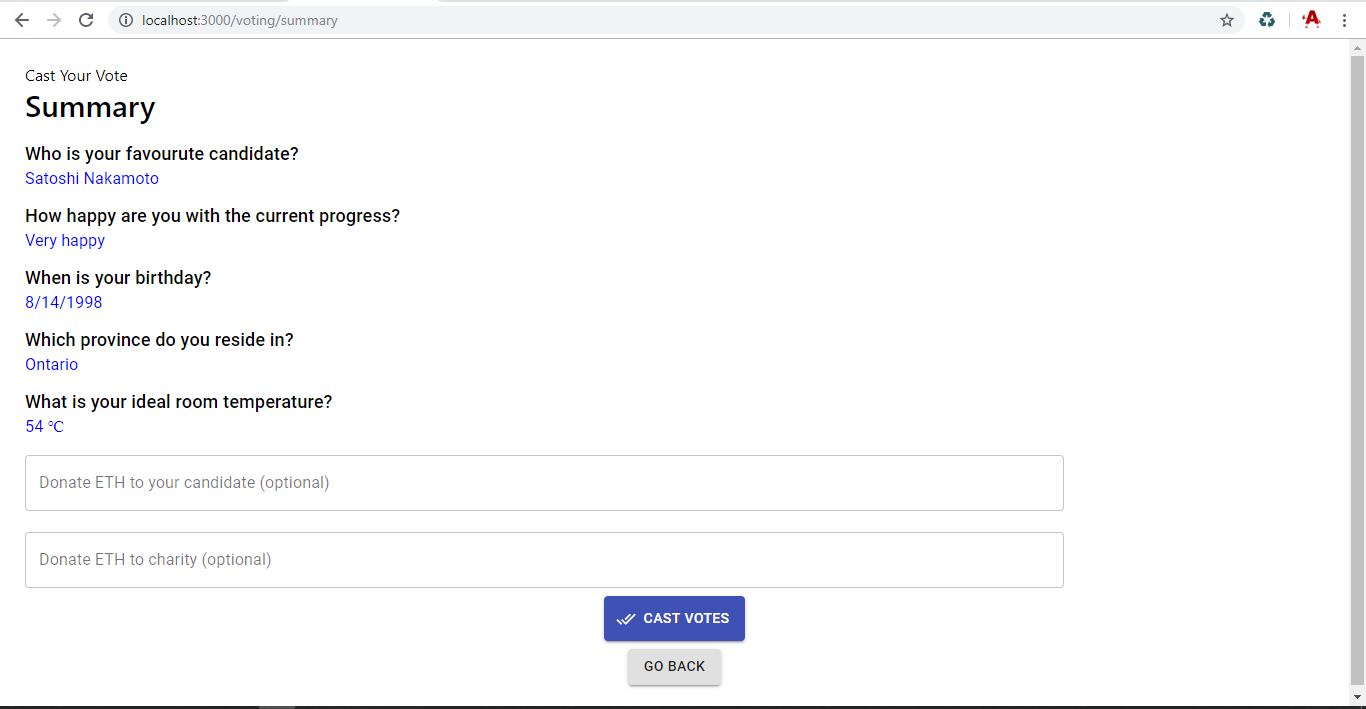 localhost:3000/voting/summary
Cast Your Vote
Summary
Who is your favourute candidate?
Satoshi Nakamoto
How happy are you with the current progress?
Very happy
When is your birthday?
8/14/1998
Which province do you reside in?
Ontario
What is your ideal room temperature?
54 °C
Donate ETH to your candidate (optional)
Donate ETH to charity (optional)
CAST VOTES
GO BACK